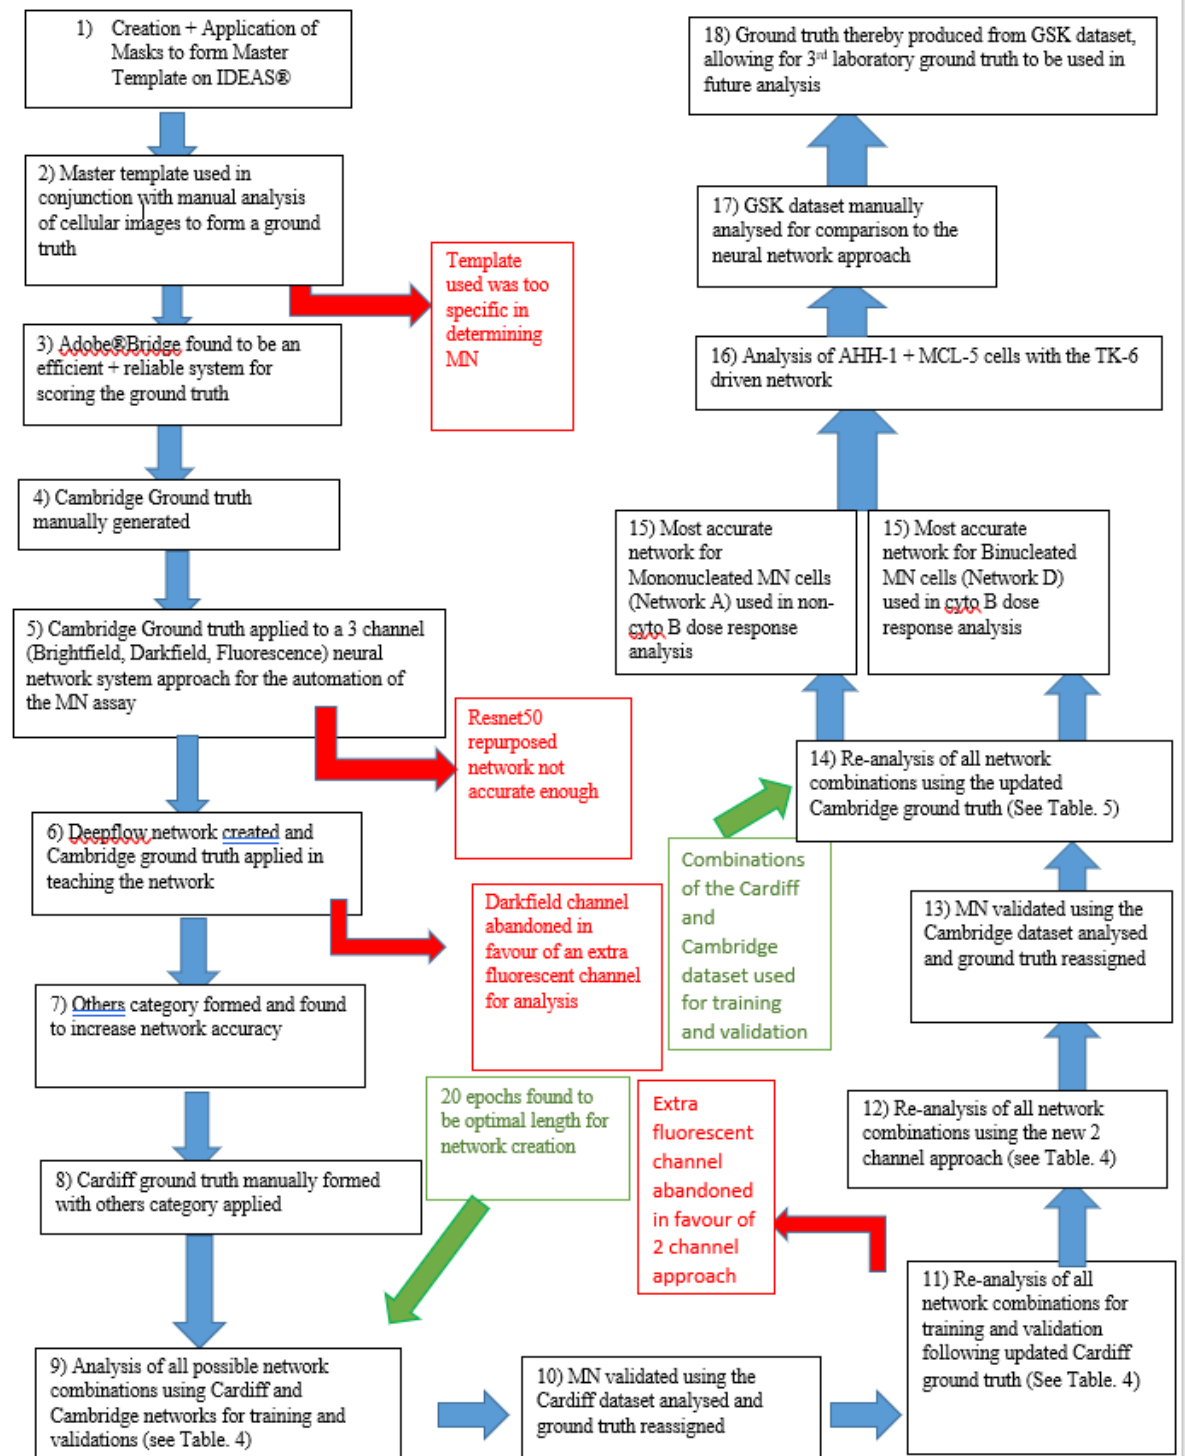 1) Creation + Application of
Masks to form Master
Template on IDEAS®
2) Master template used in
conjunction with manual analysis
of cellular images to form a ground
truth
Template
used was too
specific in
determining
MN
3) Adobe®Bridge found to be an
efficient + reliable system for
scoring the ground truth
4) Cambridge Ground truth
manually generated
5) Cambridge Ground truth applied to a 3 channel
(Brightfield, Darkfield, Fluorescence) neural
network system approach for the automation of
the MN assay
Resnet50
repurposed
network not
accurate enough
6) Deepflow network created and
Cambridge ground truth applied in
teaching the network
Darkfield channel
abandoned in
favour of an extra
fluorescent channel
for analysis
7) Others category formed and found
to increase network accuracy
8) Cardiff ground truth manually formed
with others category applied
20 epochs found to
be optimal length for
network creation
9) Analysis of all possible network
combinations using Cardiff and
Cambridge networks for training and
validations (see Table. 4)
10) MN validated using the
Cardiff dataset analysed and
ground truth reassigned
11) Re-analysis of all
network combinations for
training and validation
following updated Cardiff
ground truth (See Table. 4)
Extra
fluorescent
channel
abandoned
in favour of
2 channel
approach
12) Re-analysis of all network
combinations using the new 2
channel approach (see Table. 4)
13) MN validated using the
Cambridge dataset analysed
and ground truth reassigned
Combinations
of the Cardiff
and
Cambridge
dataset used
for training
and validation
14) Re-analysis of all network
combinations using the updated
Cambridge ground truth (See Table. 5)
15) Most accurate
network for
Mononucleated MN cells
(Network A) used in non-
cyto B dose response
analysis
15) Most accurate
network for Binucleated
MN cells (Network D)
used in cyto B dose
response analysis
16) Analysis of AHH-1 + MCL-5 cells with the TK-6
driven network
17) GSK dataset manually
analysed for comparison to the
neural network approach
18) Ground truth thereby produced from GSK dataset,
allowing for 3rd laboratory ground truth to be used in
future analysis